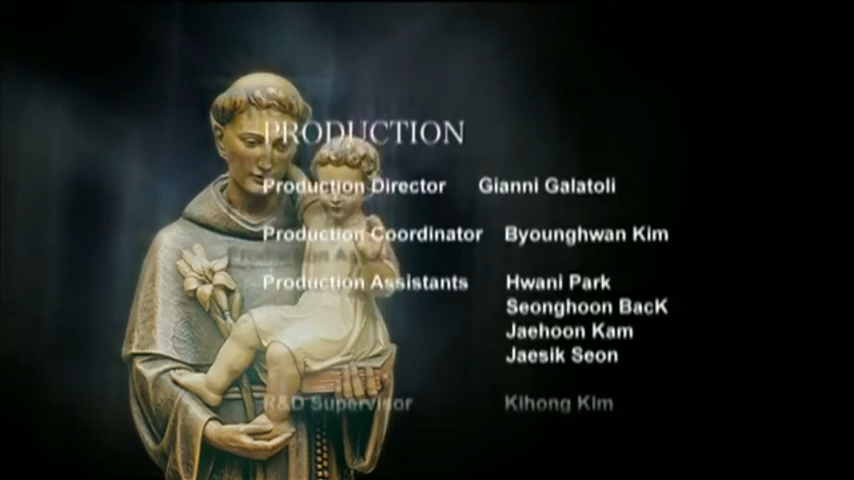 PRODUCTION
Production Director Gianni Galatoli
Production Coordinator Byounghwan Kim
Production Assistants Hwani Park
Seonghoon BacK
Jaehoon Kam
Jaesik Seon
R&D Supervisor Kihong Kim